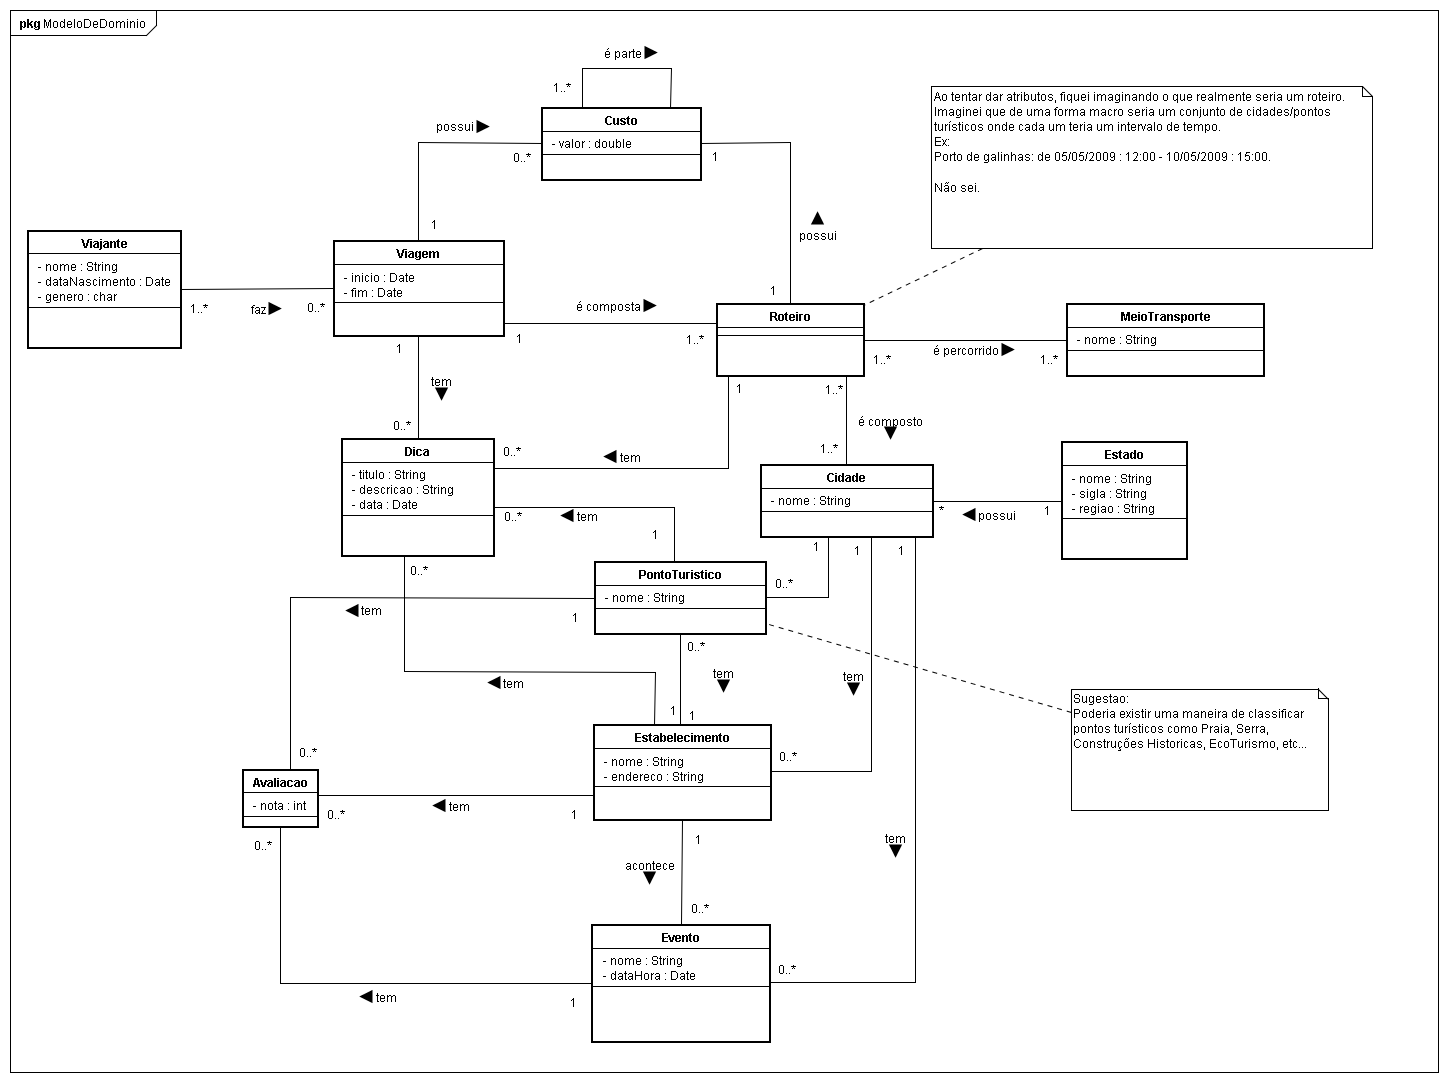 pkg ModeloDeDominio
é parte
1..*
Custo
- valor : double
possui
0..*
1
1
possui
1
Ao tentar dar atributos, fiquei imaginando o que realmente seria um roteiro.
Imaginei que de uma forma macro seria um conjunto de cidades/pontos
turísticos onde cada um teria um intervalo de tempo.
Ex:
Porto de galinhas: de 05/05/2009 : 12:00 - 10/05/2009 : 15:00.
Não sei.
Viajante
- nome : String
- dataNascimento : Date
- genero : char
1..*
faz
0..*
Viagem
- inicio : Date
- fim : Date
é composta
1
1..*
Roteiro
1..*
é percorrido
1..*
MeioTransporte
- nome : String
1
tem
0..*
1
1..*
é composto
1..*
Dica
- titulo : String
- descricao : String
- data : Date
0..*
tem
Cidade
- nome : String
Estado
- nome : String
- sigla : String
- regiao : String
*
possui
1
0..*
tem
1
1
1
1
0..*
PontoTuristico
- nome : String
0..*
tem
1
0..*
tem
1
1
tem
tem
Sugestao:
Poderia existir uma maneira de classificar
pontos turísticos como Praia, Serra,
Construções Historicas, EcoTurismo, etc...
Estabelecimento
- nome : String
- endereco : String
0..*
0..*
Avaliacao
- nota : int
0..*
tem
1
0..*
1
acontece
0..*
tem
Evento
- nome : String
- dataHora : Date
0..*
tem
1